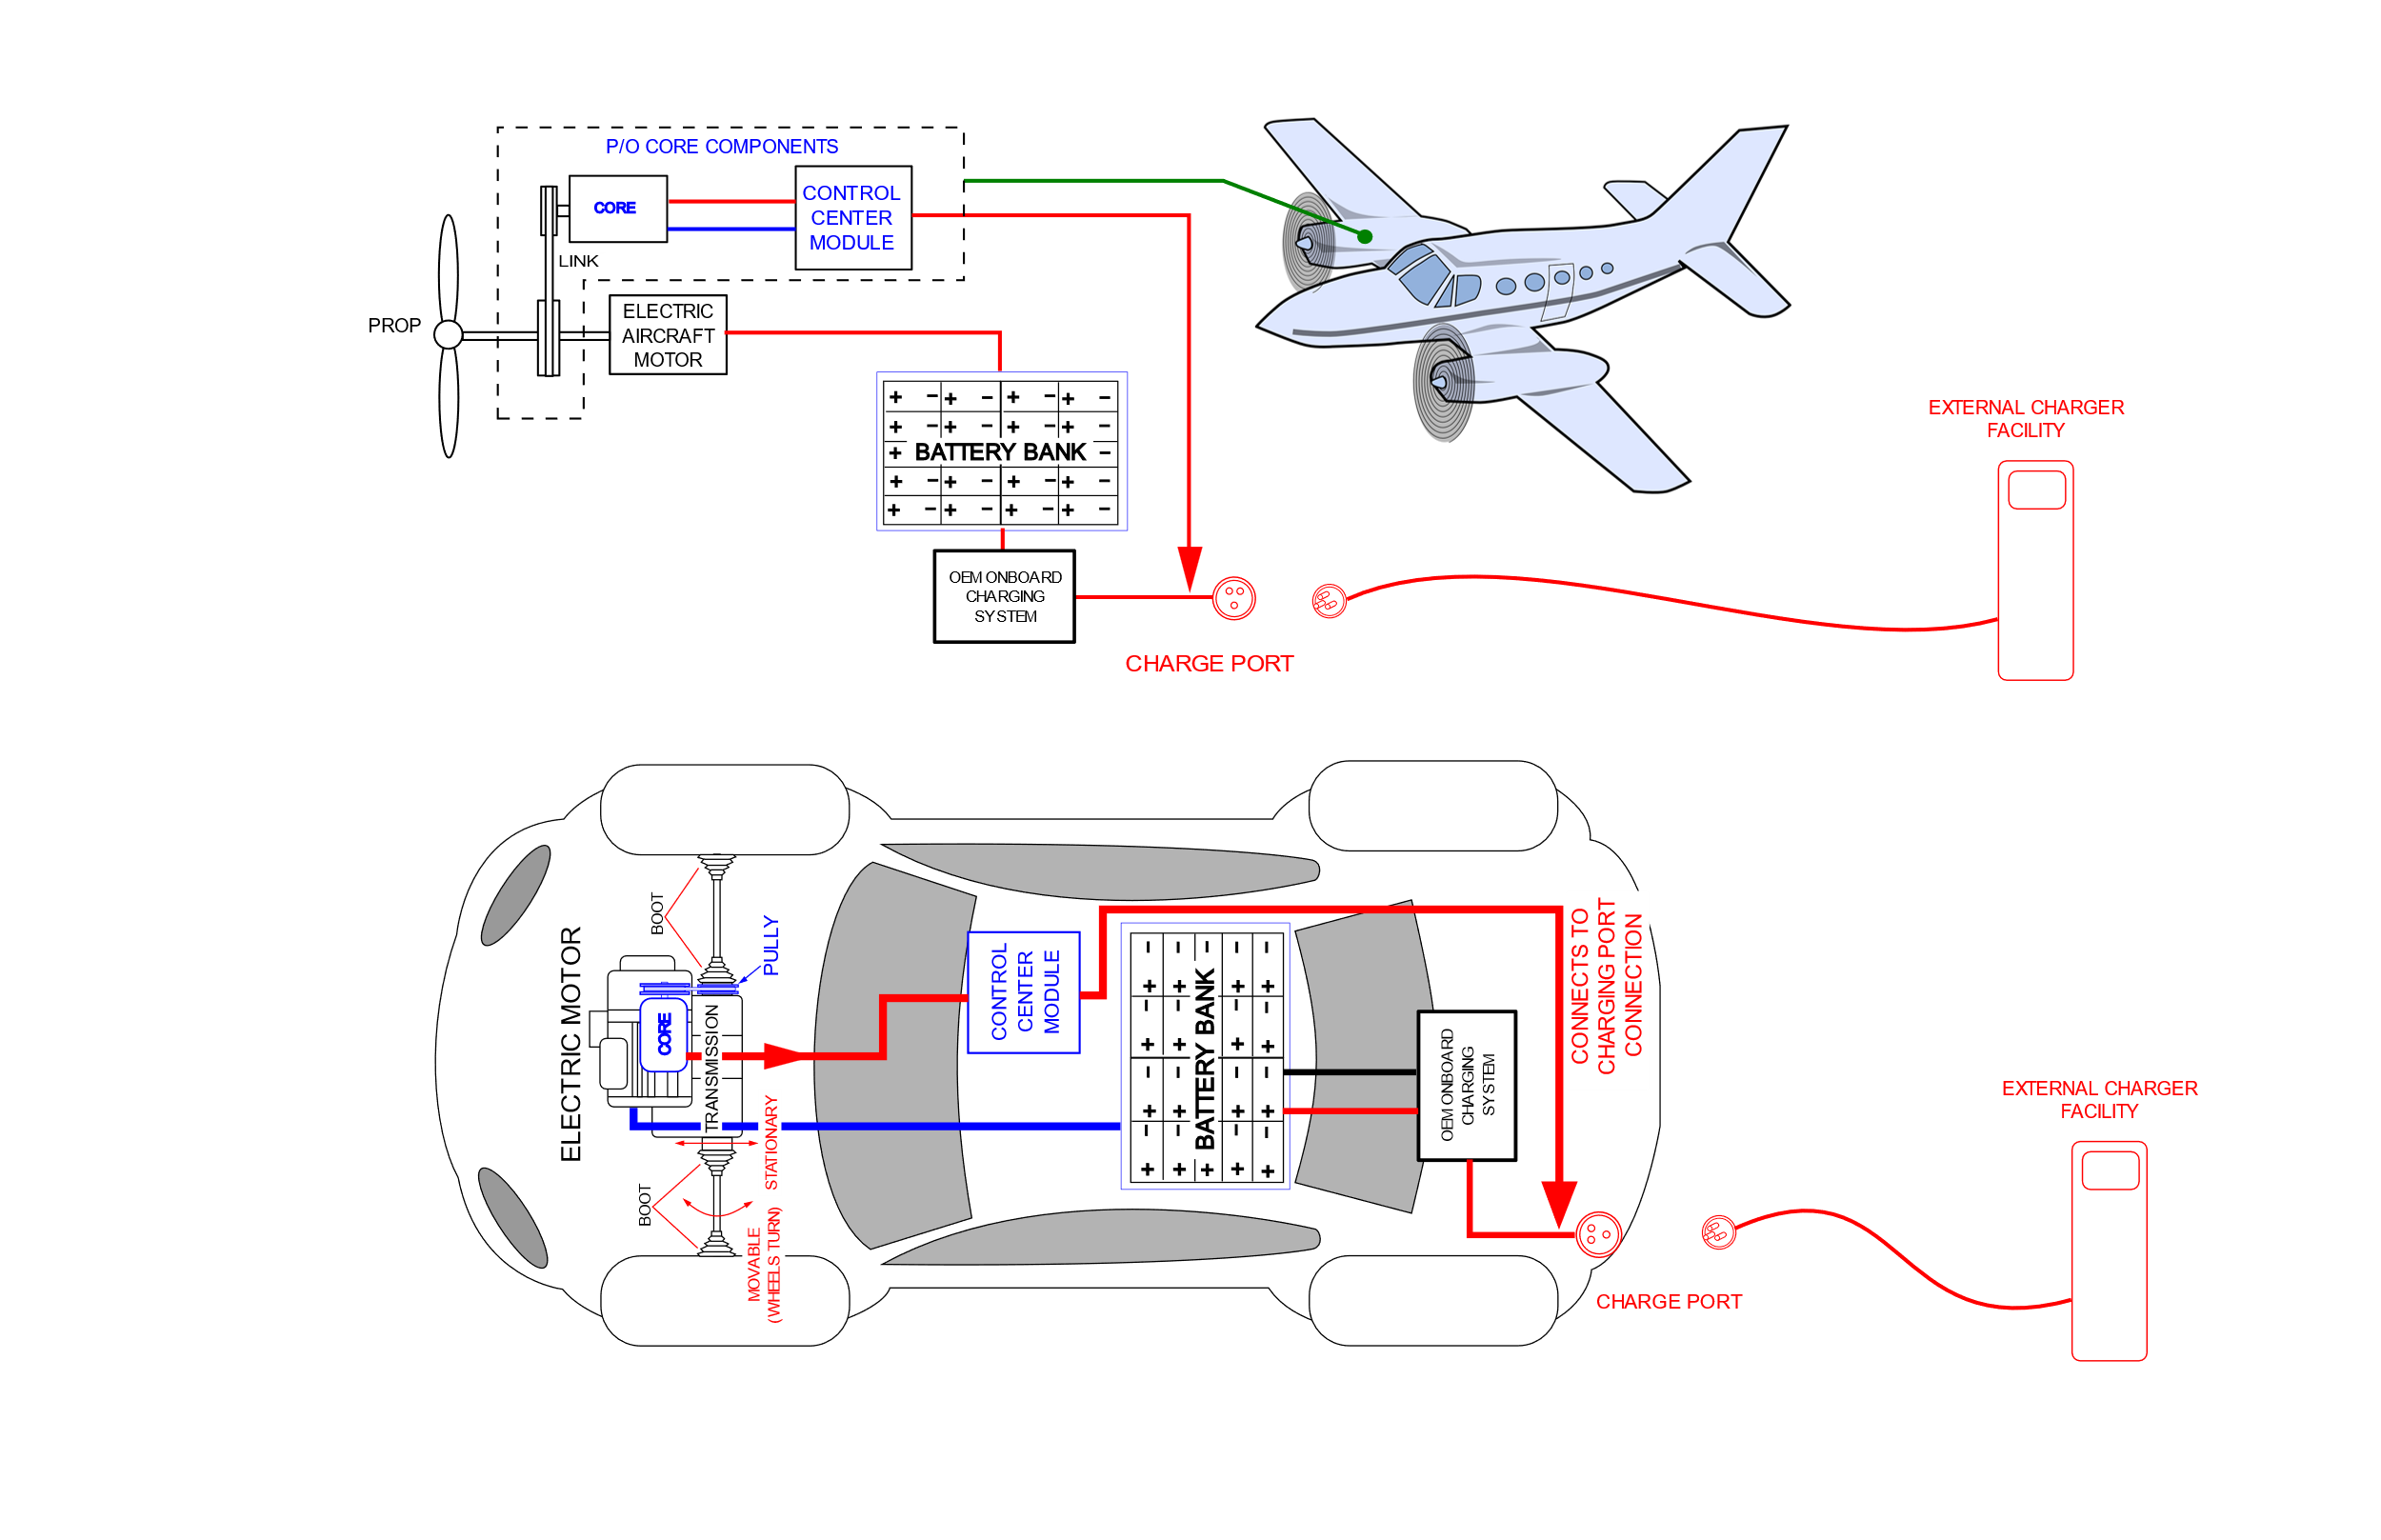 P/O CORE COMPONENTS
CORE
CONTROL
CENTER
MODULE
LINK
PROP
ELECTRIC
AIRCRAFT
MOTOR
+ - + - + - + -
+ - + - + - + -
+ BATTERY BANK -
+ - + - + - + -
+ - + - + - + -
OEM ONBOARD
CHARGING
SYSTEM
CHARGE PORT
EXTERNAL CHARGER
FACILITY
ELECTRIC MOTOR
BOOT
PULLY
CORE
TRANSMISSION
BOOT
STATIONARY
MOVABLE
(WHEELS TURN)
CONTROL
CENTER
MODULE
- - - - -
+ + + +
- - - -
+ + + +
BATTERY BANK
- - - -
+ + + +
- - - -
+ + + + +
OEM ONBOARD
CHARGING
SYSTEM
CONNECTS TO
CHARGING PORT
CONNECTION
CHARGE PORT
EXTERNAL CHARGER
FACILITY